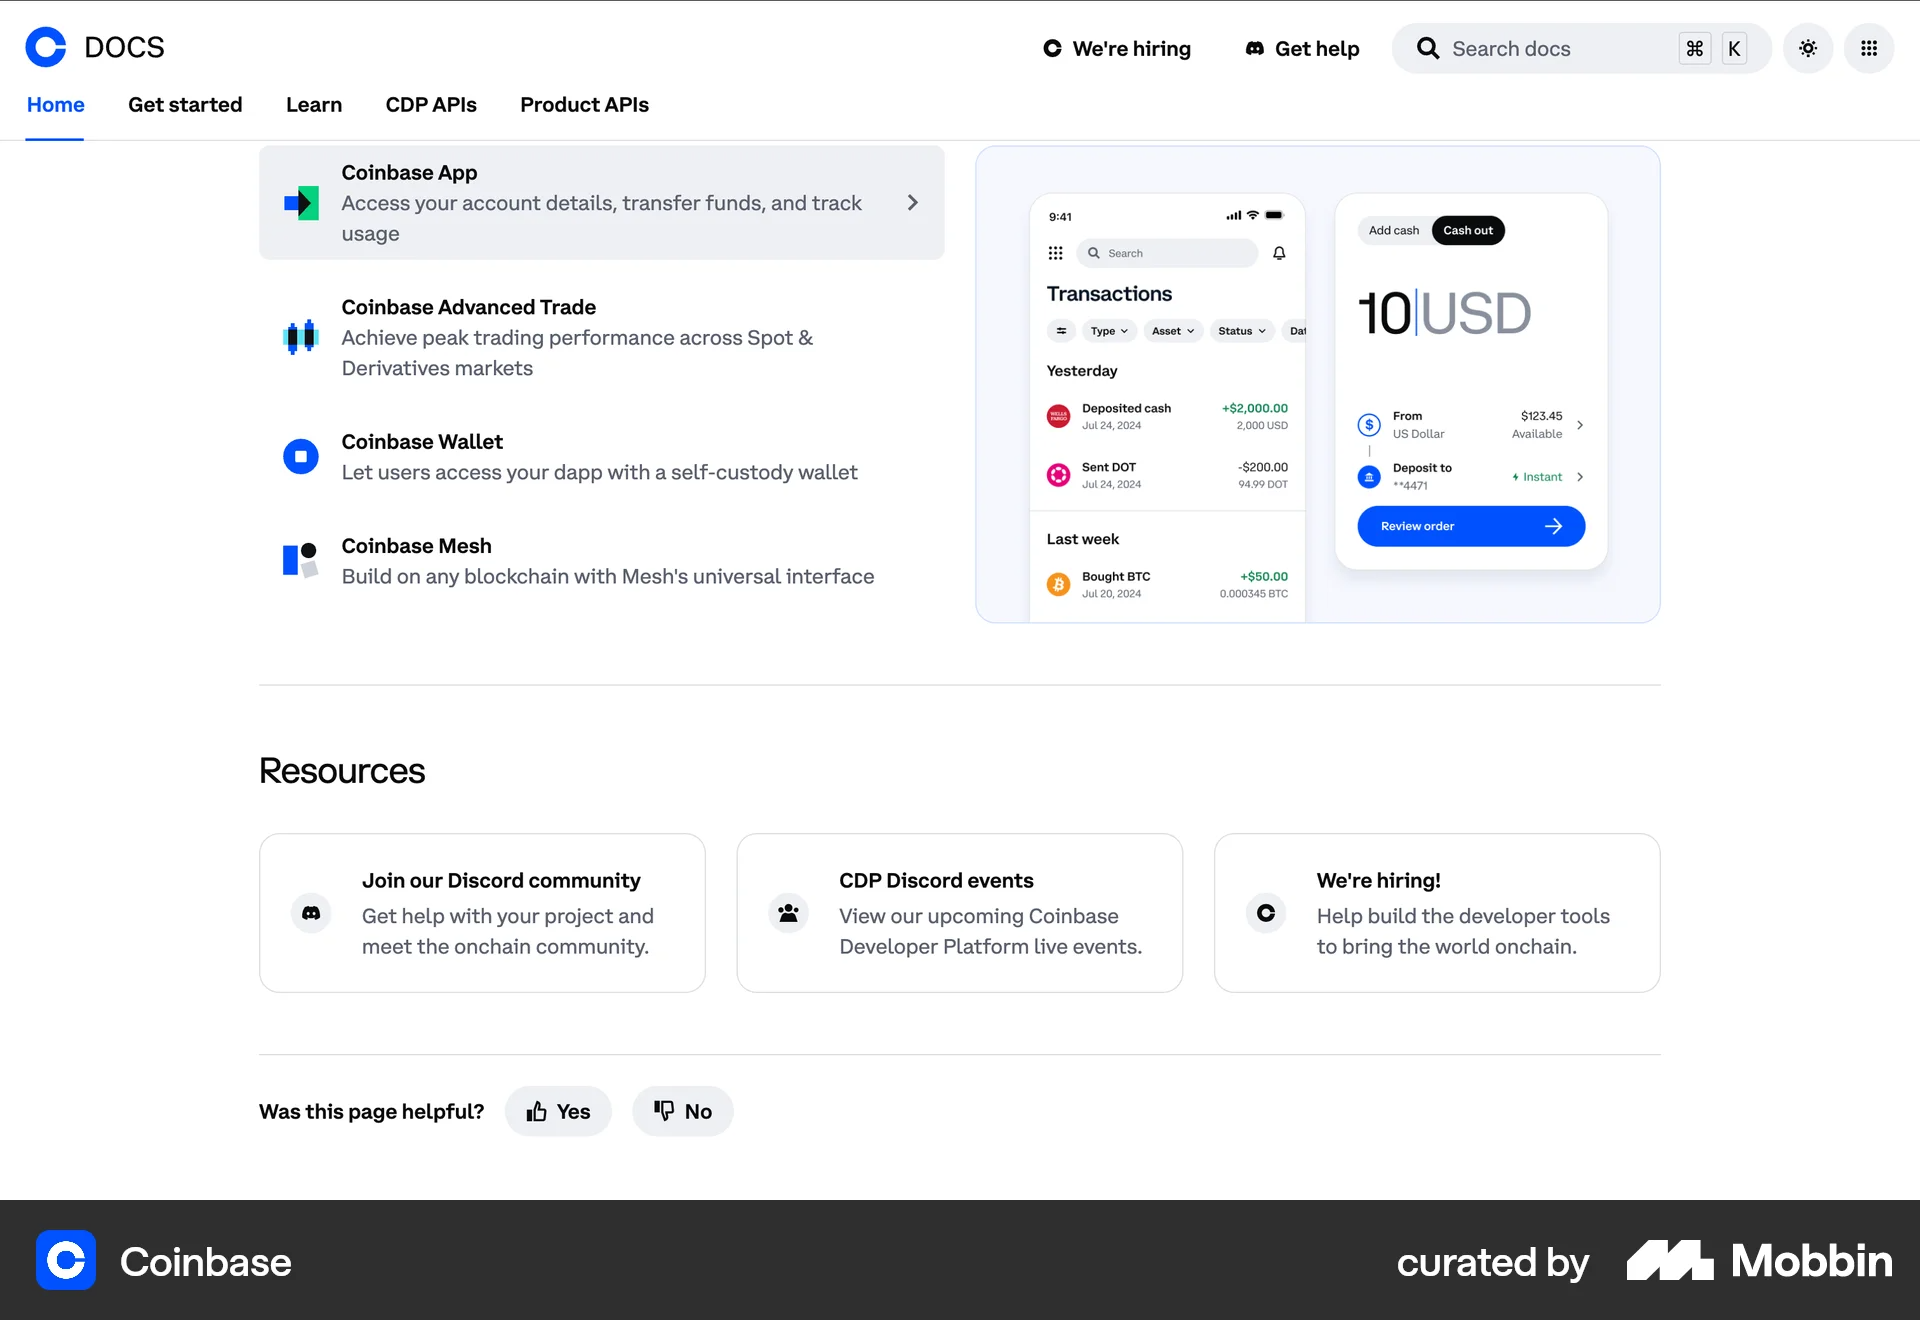 DOCS
We're hiring
Get help
Search docs
⌘ K
Home
Get started
Learn
CDP APIs
Product APIs
Coinbase App
Access your account details, transfer funds, and track
usage
Coinbase Advanced Trade
Achieve peak trading performance across Spot &
Derivatives markets
Coinbase Wallet
Let users access your dapp with a self-custody wallet
Coinbase Mesh
Build on any blockchain with Mesh's universal interface
9:41
Search
Transactions
Type
Asset
Status
Dat
Yesterday
WELLS
FARGO
Deposited cash
+$2,000.00
Jul 24, 2024
2,000 USD
Sent DOT
-$200.00
Jul 24, 2024
94.99 DOT
Last week
Bought BTC
+$50.00
Jul 20, 2024
0.000345 BTC
Add cash
Cash out
10 USD
From
$123.45
US Dollar
Available
Deposit to
Instant
**4471
Review order
Resources
Join our Discord community
Get help with your project and
meet the onchain community.
CDP Discord events
View our upcoming Coinbase
Developer Platform live events.
We're hiring!
Help build the developer tools
to bring the world onchain.
Was this page helpful?
Yes
No
Coinbase
curated by
Mobbin